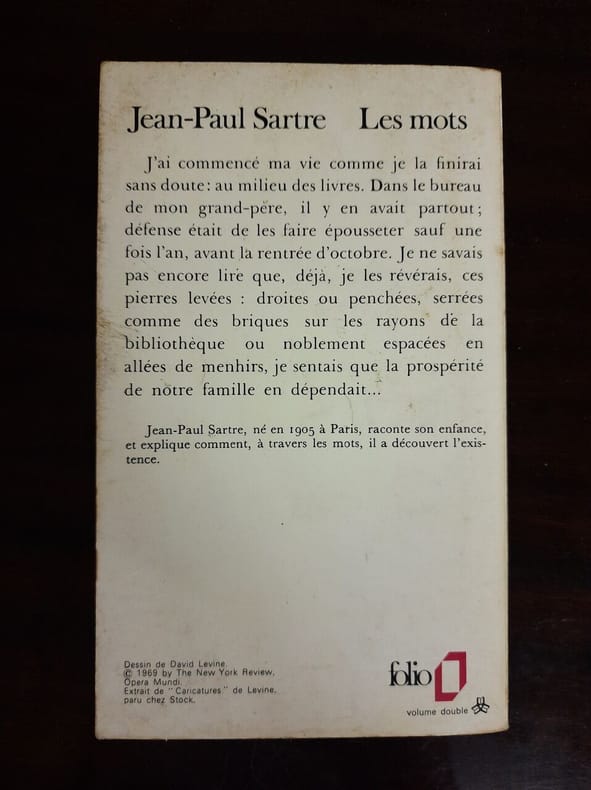 Jean-Paul Sartre Les mots
J'ai commencé ma vie comme je la finirai
sans doute: au milieu des livres. Dans le bureau
de mon grand-père, il y en avait partout;
défense était de les faire épousseter sauf une
fois l'an, avant la rentrée d'octobre. Je ne savais
pas encore lire que, déjà, je les révérais, ces
pierres levées : droites ou penchées, serrées
comme des briques sur les rayons de la
bibliothèque ou noblement espacées en
allées de menhirs, je sentais que la prospérité
de notre famille en dépendait...
Jean-Paul Sartre, né en 1905 à Paris, raconte son enfance,
et explique comment, à travers les mots, il a découvert l'exis-
tence.
Dessin de David Levine.
© 1969 by The New York Review,
Opera Mundi.
Extrait de "Caricatures" de Levine,
paru chez Stock.
folio
volume double